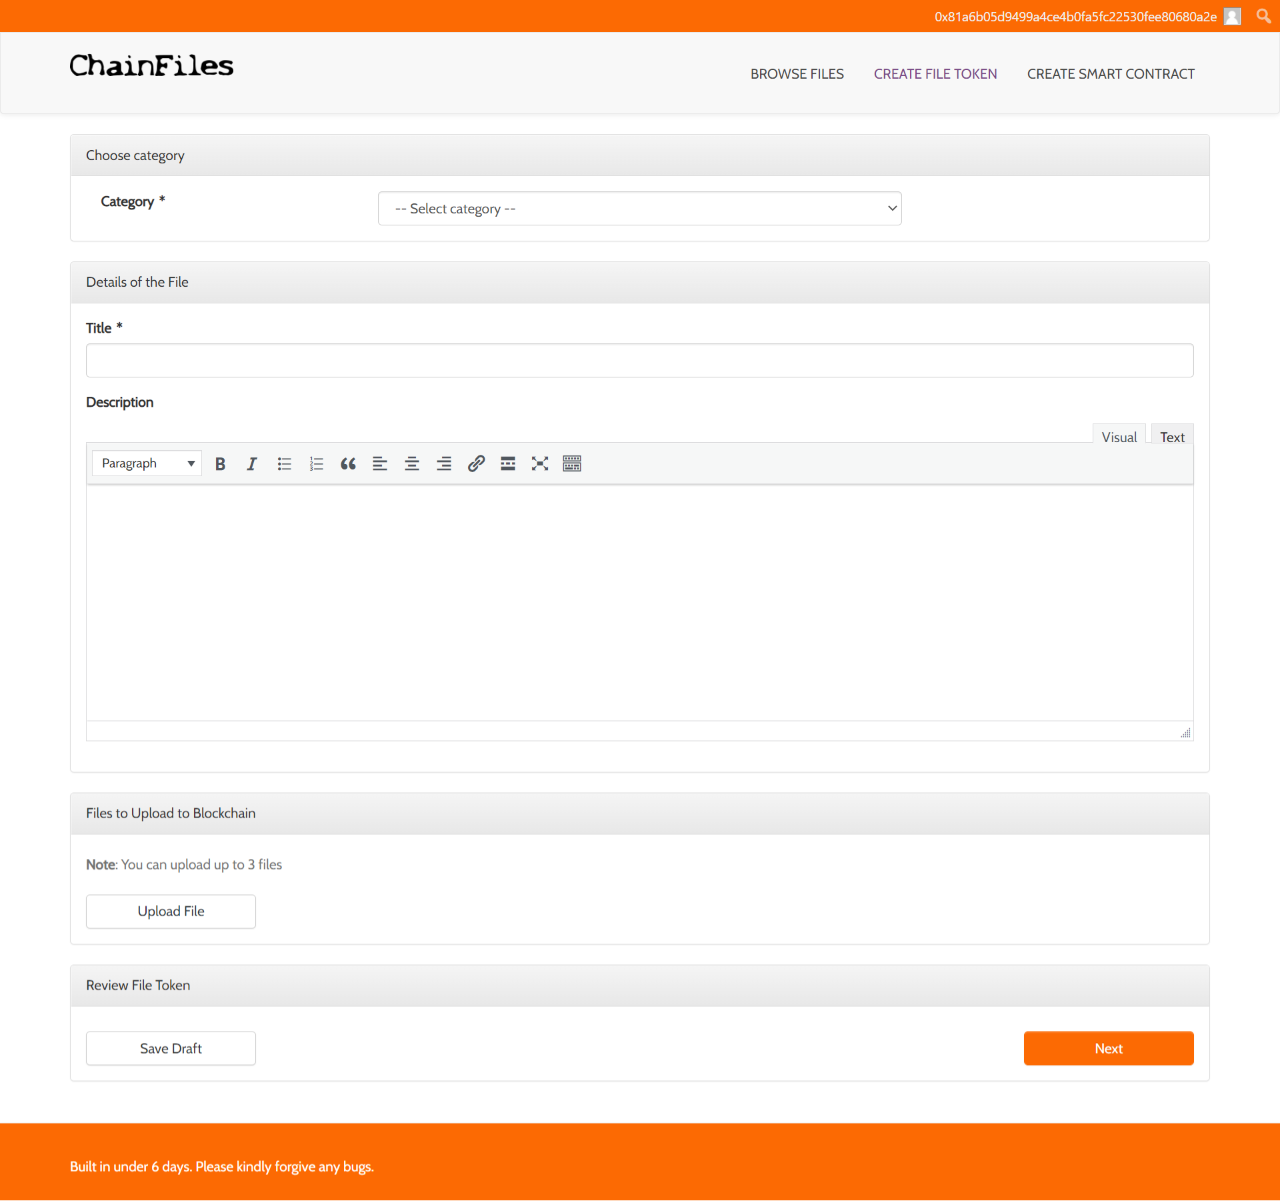 0x81a6b05d9499a4ce4b0fa5fc22530fee80680a2e
ChainFiles
BROWSE FILES
CREATE FILE TOKEN
CREATE SMART CONTRACT
Choose category
Category *
-- Select category --
Details of the File
Title *
Description
Visual
Text
Paragraph
Files to Upload to Blockchain
Note: You can upload up to 3 files
Upload File
Review File Token
Save Draft
Next
Built in under 6 days. Please kindly forgive any bugs.